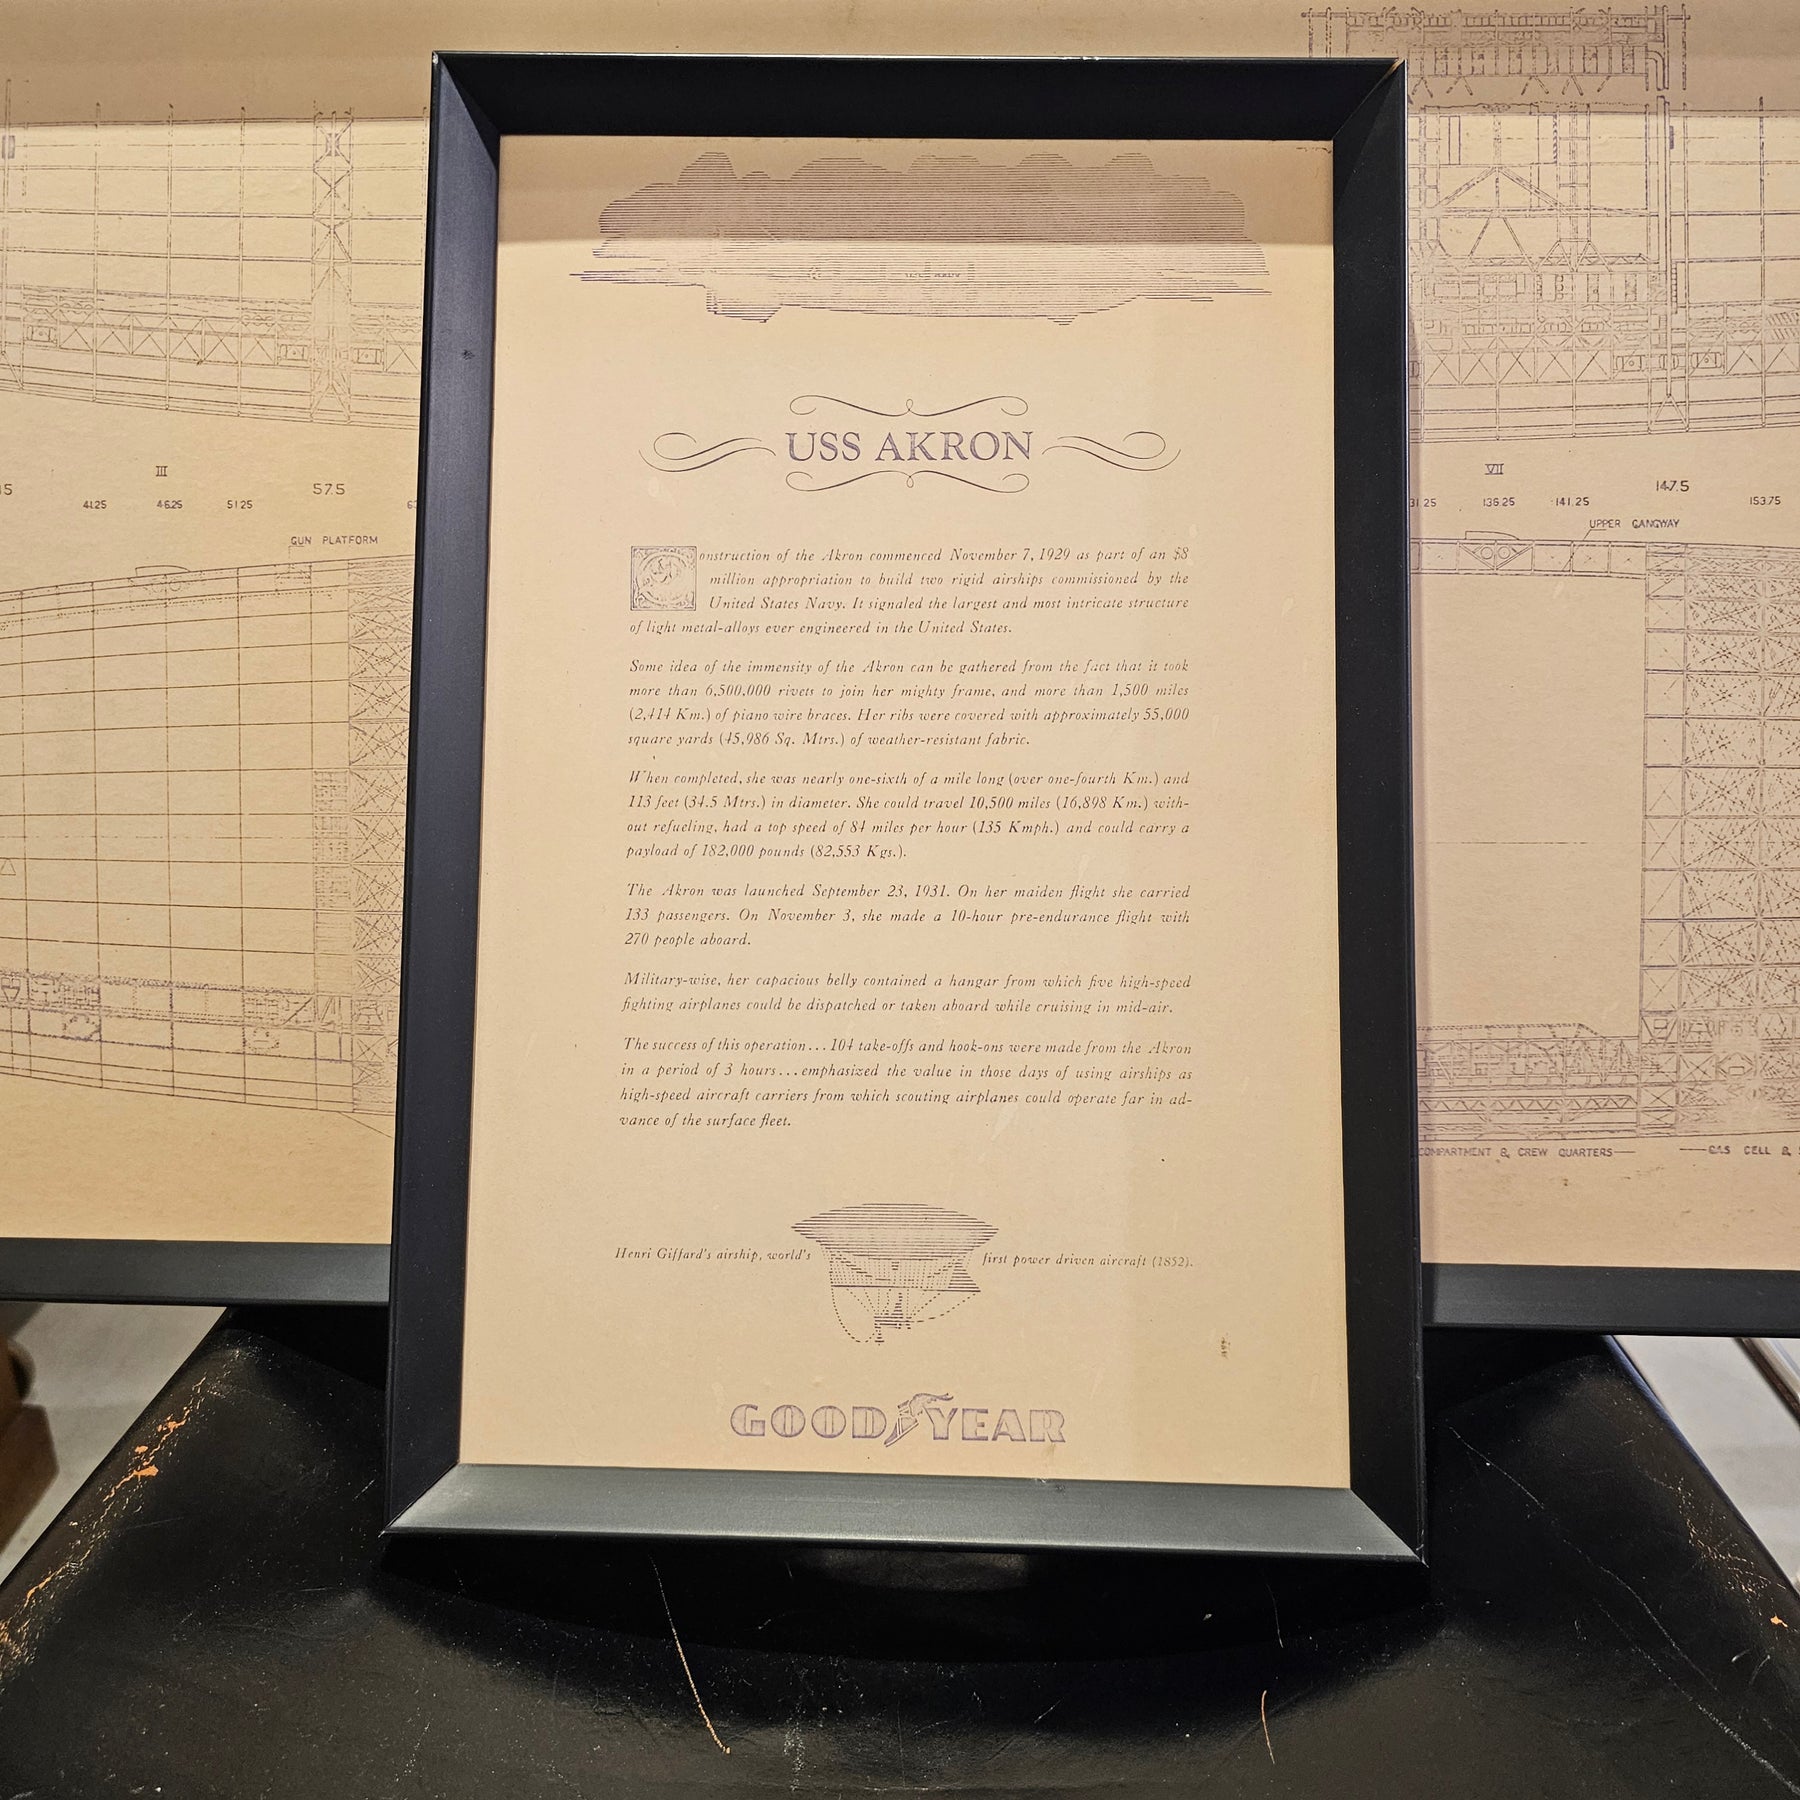 USS AKRON
Construction of the Akron commenced November 7, 1929 as part of an $8
million appropriation to build two rigid airships commissioned by the
United States Navy. It signaled the largest and most intricate structure
of light metal-alloys ever engineered in the United States.
Some idea of the immensity of the Akron can be gathered from the fact that it took
more than 6,500,000 rivets to join her mighty frame, and more than 1,500 miles
(2,414 Km.) of piano wire braces. Her ribs were covered with approximately 55,000
square yards (45,986 Sq. Mtrs.) of weather-resistant fabric.
When completed, she was nearly one-sixth of a mile long (over one-fourth Km.) and
113 feet (34.5 Mtrs.) in diameter. She could travel 10,500 miles (16,898 Km.) with-
out refueling, had a top speed of 84 miles per hour (135 Kmph.) and could carry a
payload of 182,000 pounds (82,553 Kgs.).
The Akron was launched September 23, 1931. On her maiden flight she carried
133 passengers. On November 3, she made a 10-hour pre-endurance flight with
270 people aboard.
Military-wise, her capacious belly contained a hangar from which five high-speed
fighting airplanes could be dispatched or taken aboard while cruising in mid-air.
The success of this operation...104 take-offs and hook-ons were made from the Akron
in a period of 3 hours...emphasized the value in those days of using airships as
high-speed aircraft carriers from which scouting airplanes could operate far in ad-
vance of the surface fleet.
Henri Giffard's airship, world's first power driven aircraft (1852).
GOODYEAR
III
57.5
41.25 46.25 51.25
GUN PLATFORM
VII
147.5
136.25 141.25 153.75
UPPER GANGWAY
COMPARTMENT & CREW QUARTERS
GAS CELL &